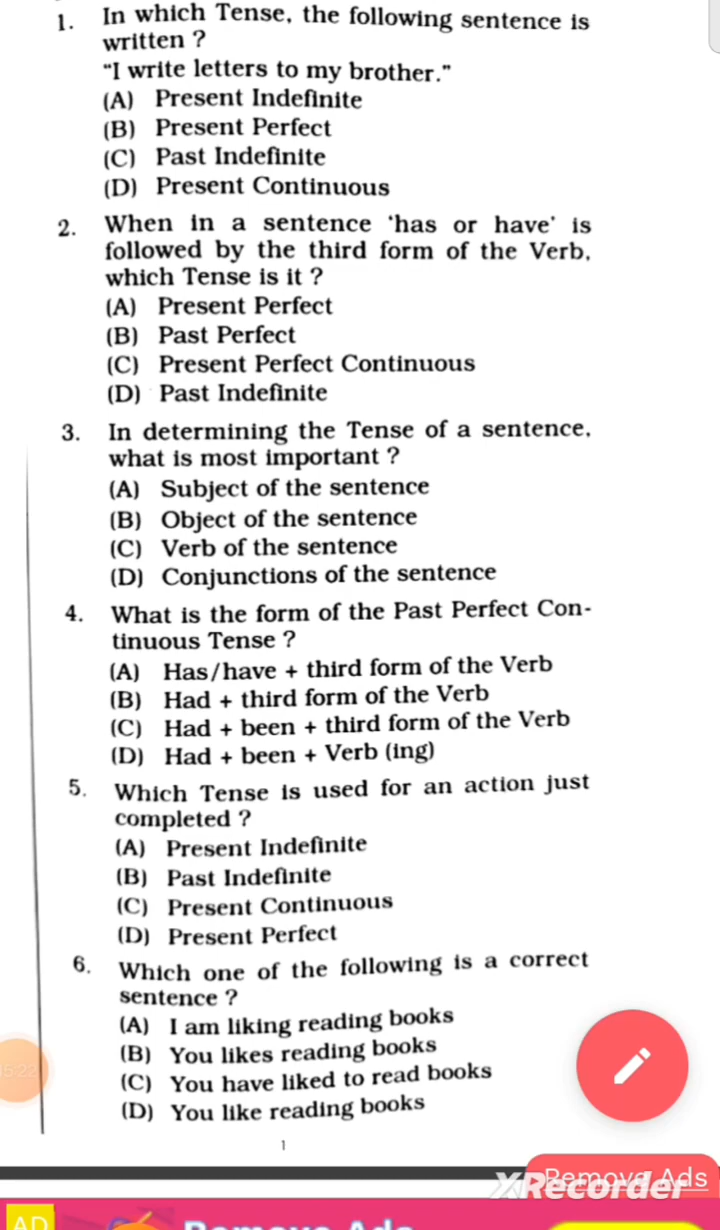 1. In which Tense, the following sentence is
written ?
"I write letters to my brother."
(A) Present Indefinite
(B) Present Perfect
(C) Past Indefinite
(D) Present Continuous
2. When in a sentence 'has or have' is
followed by the third form of the Verb,
which Tense is it ?
(A) Present Perfect
(B) Past Perfect
(C) Present Perfect Continuous
(D) Past Indefinite
3. In determining the Tense of a sentence,
what is most important ?
(A) Subject of the sentence
(B) Object of the sentence
(C) Verb of the sentence
(D) Conjunctions of the sentence
4. What is the form of the Past Perfect Con-
tinuous Tense ?
(A) Has/have + third form of the Verb
(B) Had + third form of the Verb
(C) Had + been + third form of the Verb
(D) Had + been + Verb (ing)
5. Which Tense is used for an action just
completed ?
(A) Present Indefinite
(B) Past Indefinite
(C) Present Continuous
(D) Present Perfect
6. Which one of the following is a correct
sentence ?
(A) I am liking reading books
(B) You likes reading books
(C) You have liked to read books
(D) You like reading books
15:22
1
Remove Ads
XRecorder
AD
Remove Ads